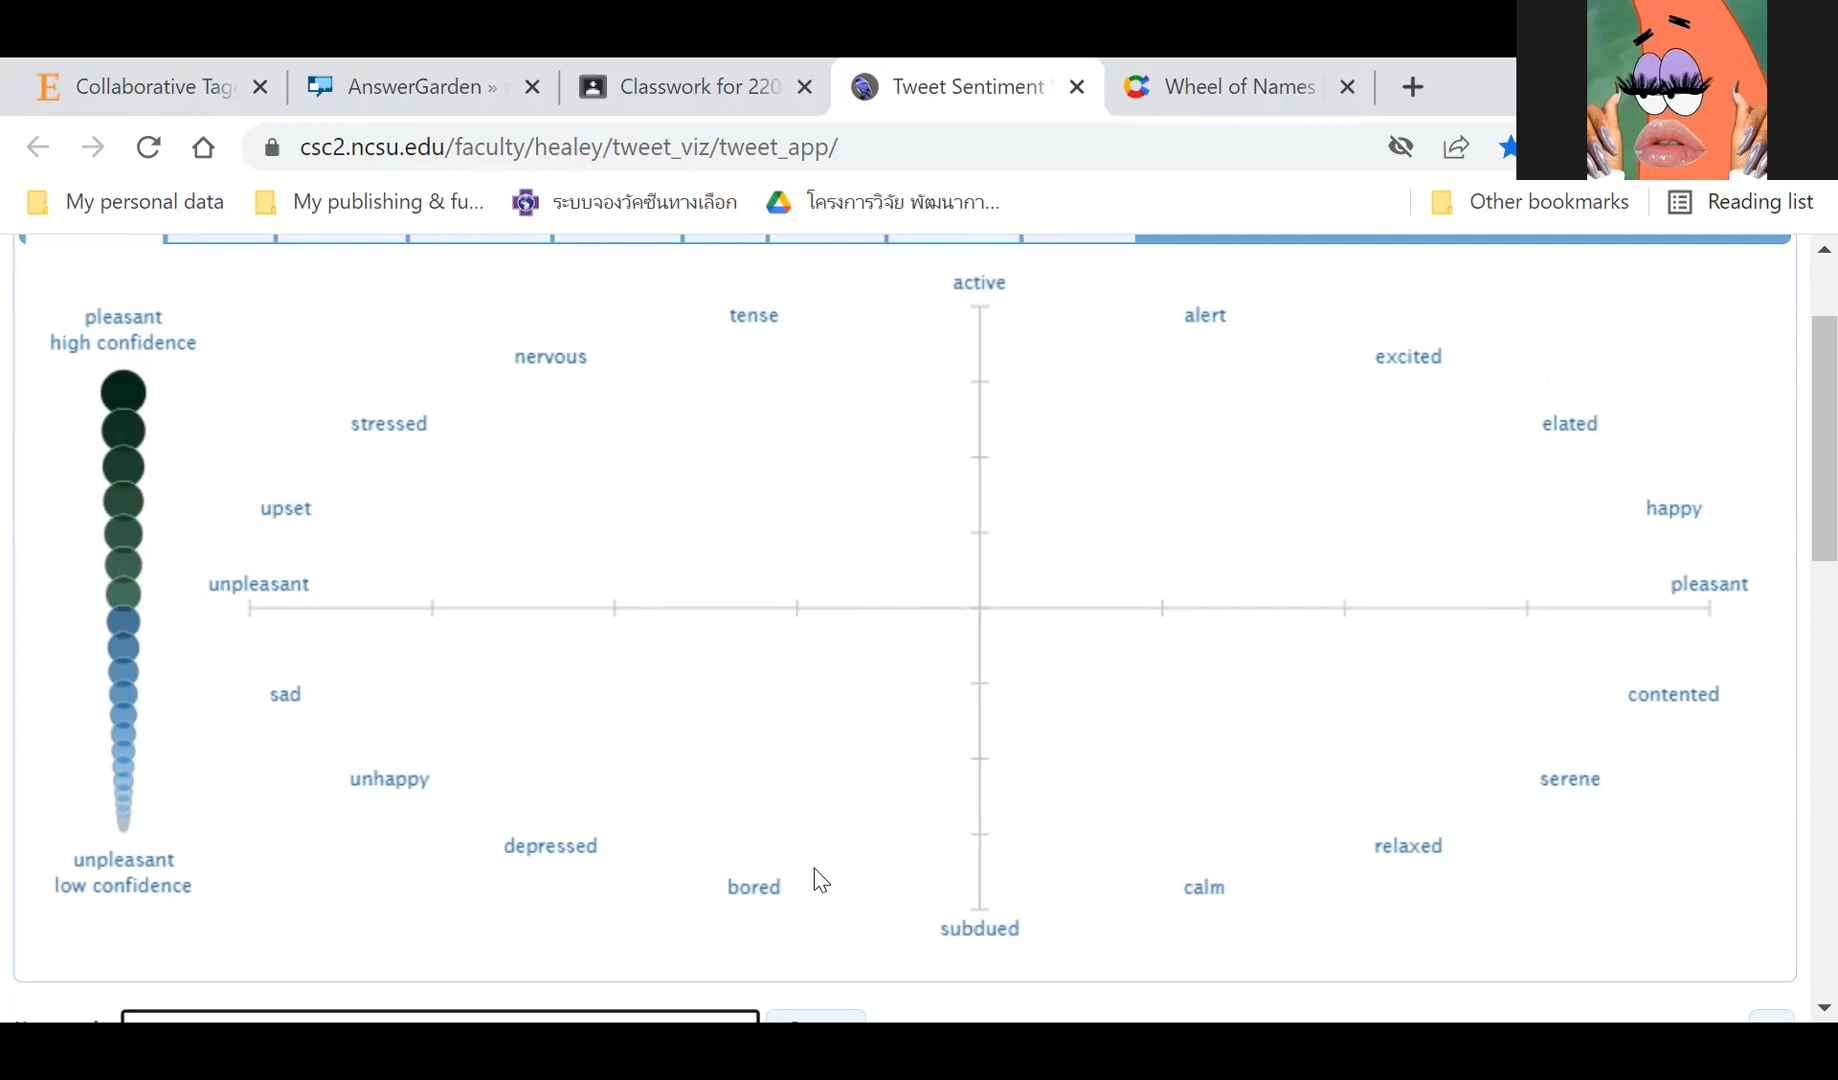 Collaborative Tag
AnswerGarden »
Classwork for 220
Tweet Sentiment
Wheel of Names
csc2.ncsu.edu/faculty/healey/tweet_viz/tweet_app/
My personal data
My publishing & fu...
ระบบจองวัคซีนทางเลือก
โครงการวิจัย พัฒนากา...
Other bookmarks
Reading list
active
tense
alert
pleasant
high confidence
nervous
excited
stressed
elated
upset
happy
unpleasant
pleasant
sad
contented
unhappy
serene
depressed
relaxed
unpleasant
low confidence
bored
calm
subdued